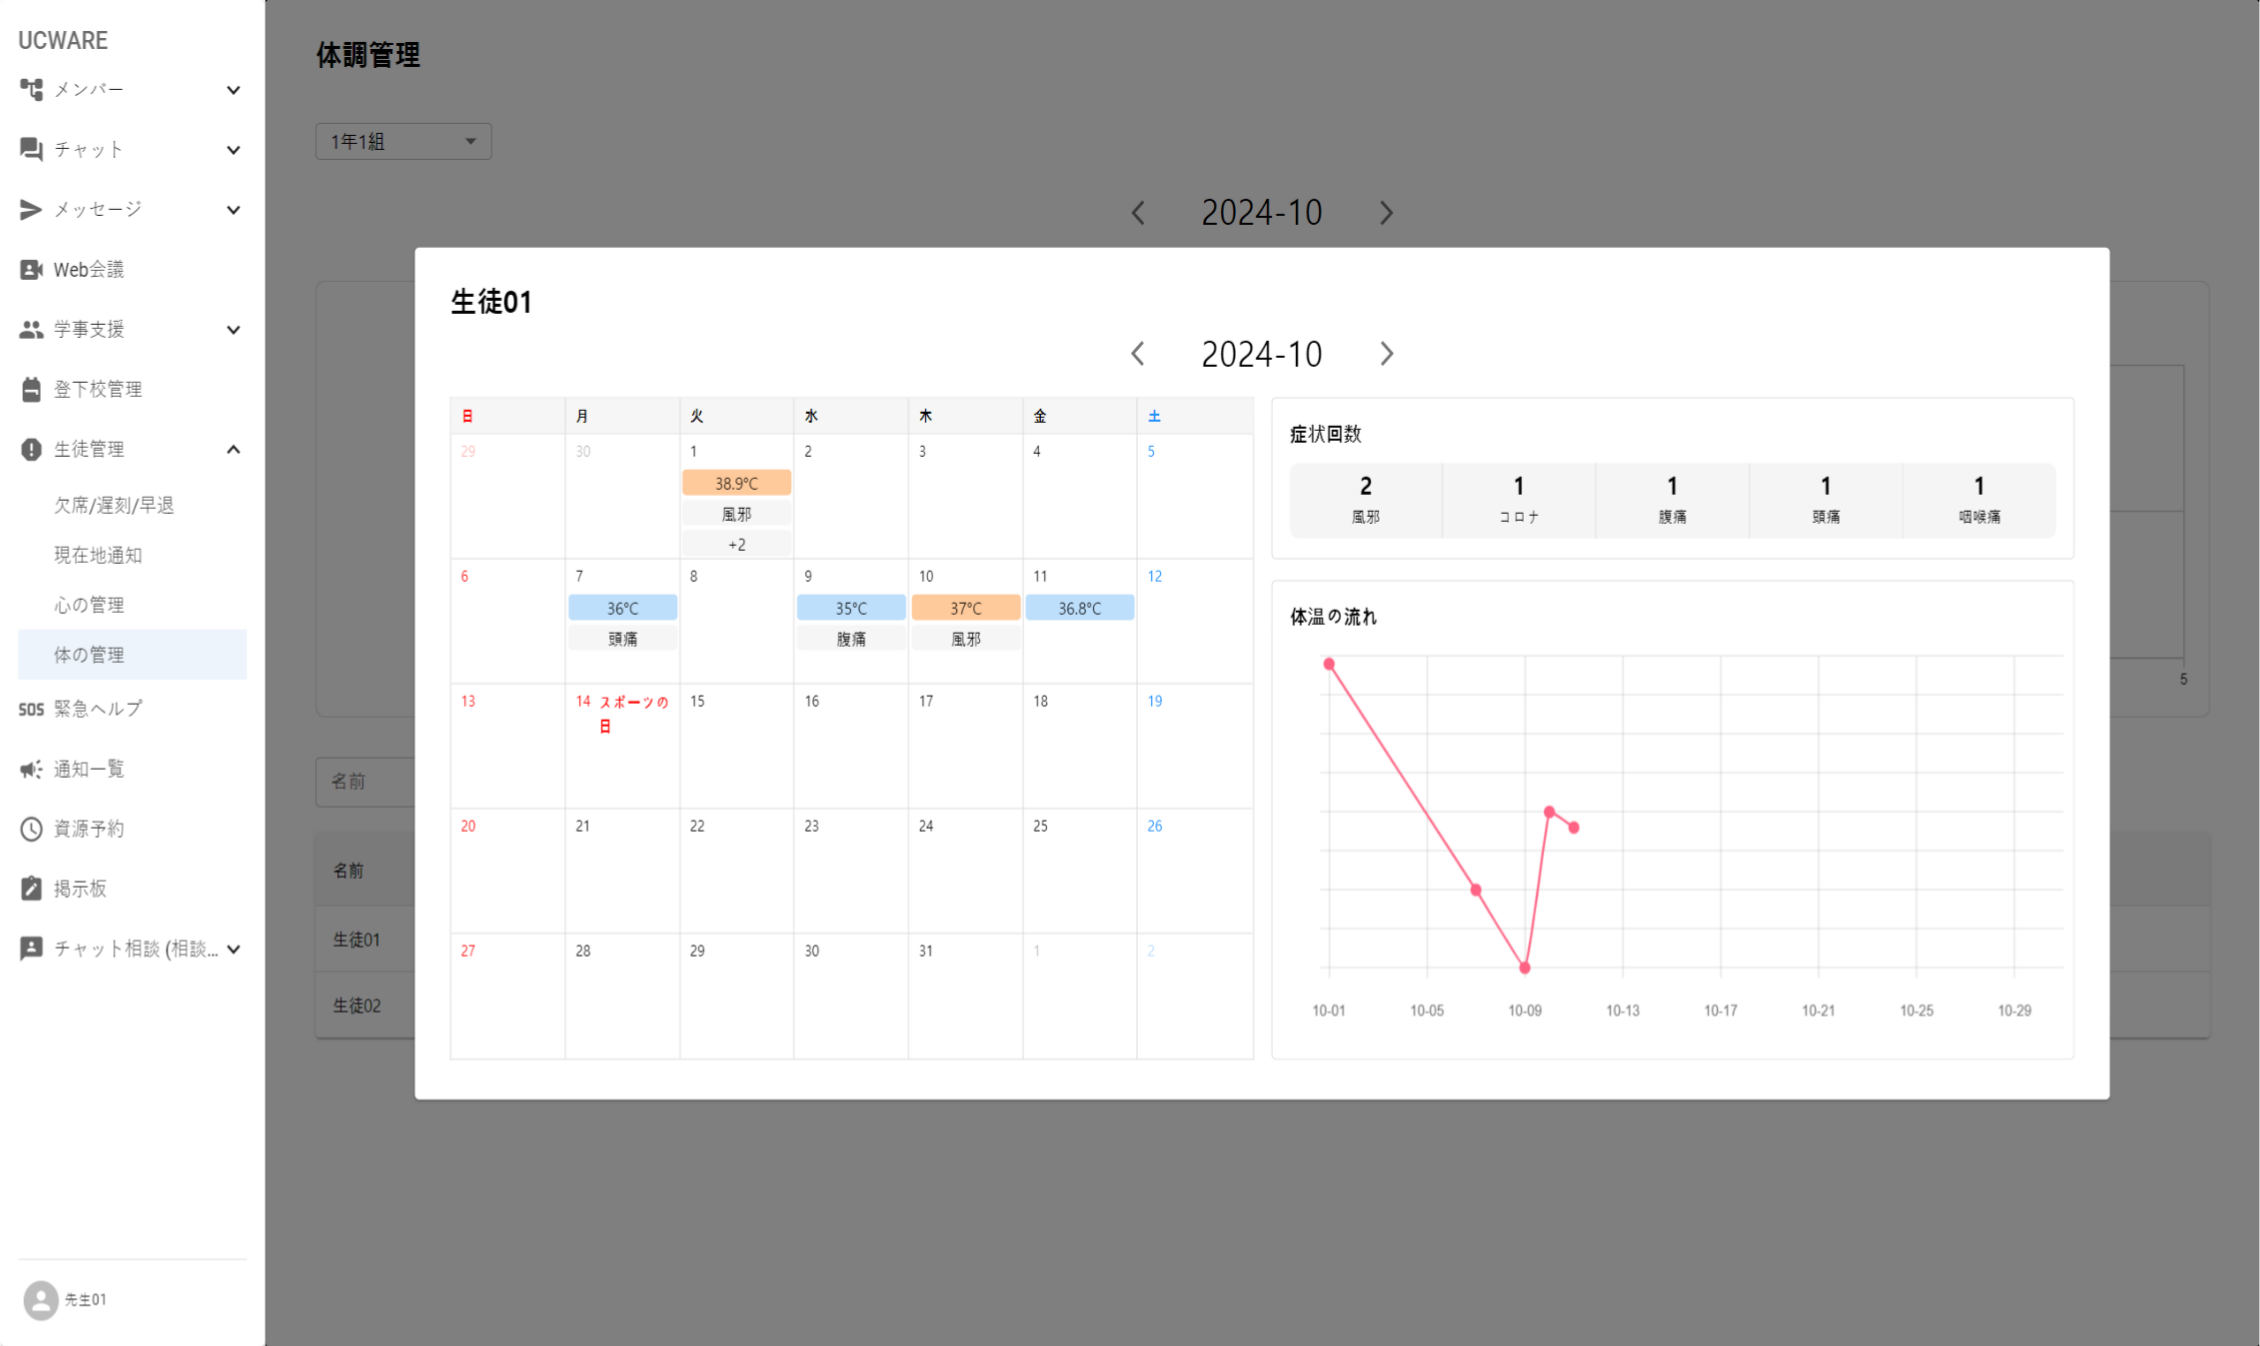 UCWARE
メンバー
チャット
メッセージ
Web会議
学事支援
登下校管理
生徒管理
欠席/遅刻/早退
現在地通知
心の管理
体の管理
SOS 緊急ヘルプ
通知一覧
資源予約
掲示板
チャット相談 (相談...
先生01
体調管理
1年1組
2024-10
5
名前
名前
生徒01
生徒02
生徒01
2024-10
日 月 火 水 木 金 土
29 30 1 2 3 4 5
38.9°C
風邪
+2
6 7 8 9 10 11 12
36°C 35°C 37°C 36.8°C
頭痛 腹痛 風邪
13 14 スポーツの 15 16 17 18 19
日
20 21 22 23 24 25 26
27 28 29 30 31 1 2
症状回数
2 1 1 1 1
風邪 コロナ 腹痛 頭痛 咽喉痛
体温の流れ
10-01 10-05 10-09 10-13 10-17 10-21 10-25 10-29